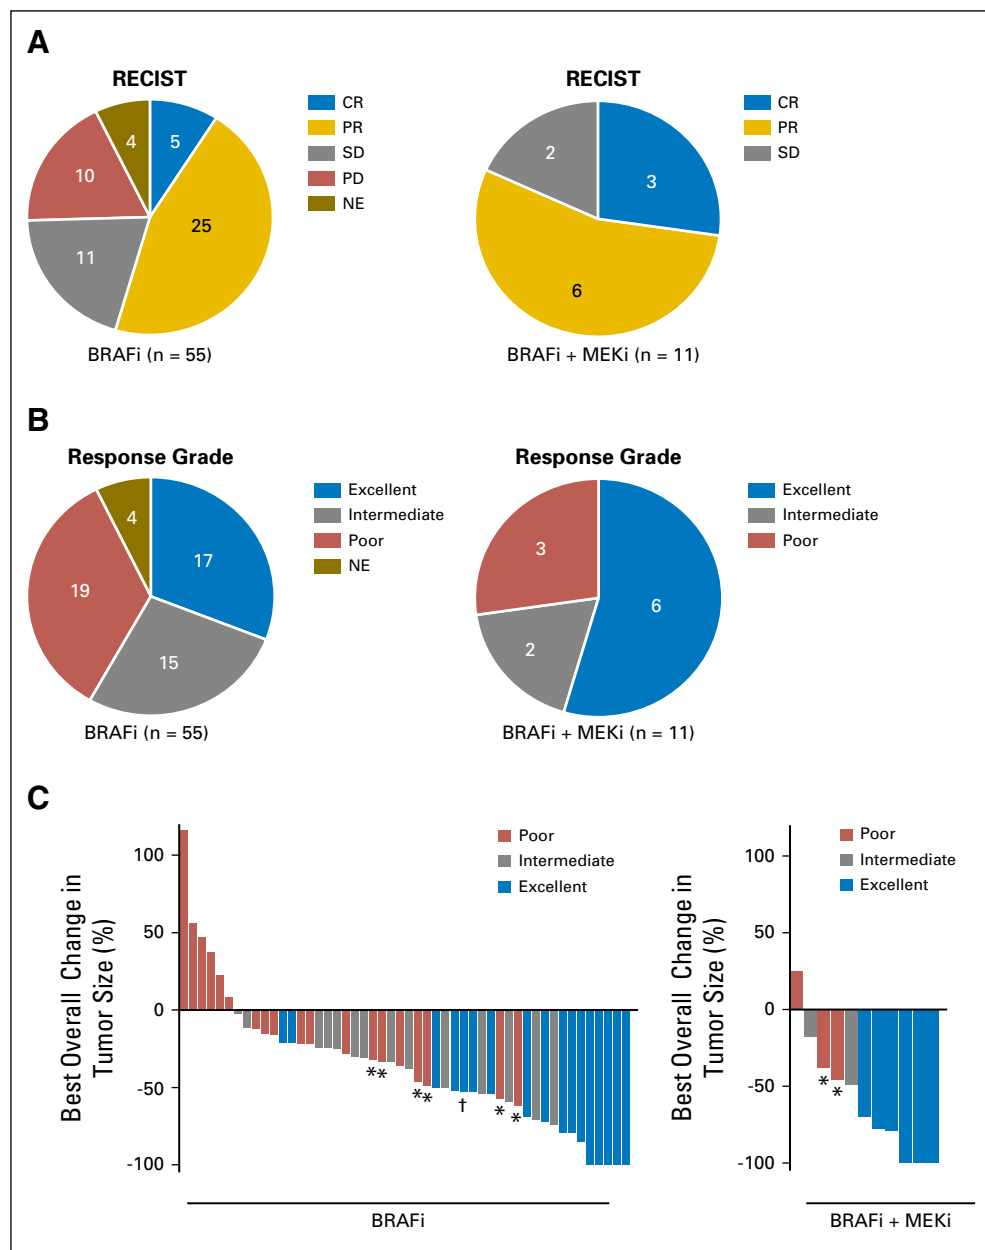 A
RECIST
CR
PR
SD
PD
NE
5
25
11
10
4
BRAFi (n = 55)
RECIST
CR
PR
SD
3
6
2
BRAFi + MEKi (n = 11)
B
Response Grade
Excellent
Intermediate
Poor
NE
17
15
19
4
BRAFi (n = 55)
Response Grade
Excellent
Intermediate
Poor
6
2
3
BRAFi + MEKi (n = 11)
C
Best Overall Change in
Tumor Size (%)
100
50
0
-50
-100
Poor
Intermediate
Excellent
**
**
†
*
*
BRAFi
Best Overall Change in
Tumor Size (%)
100
50
0
-50
-100
Poor
Intermediate
Excellent
*
*
BRAFi + MEKi